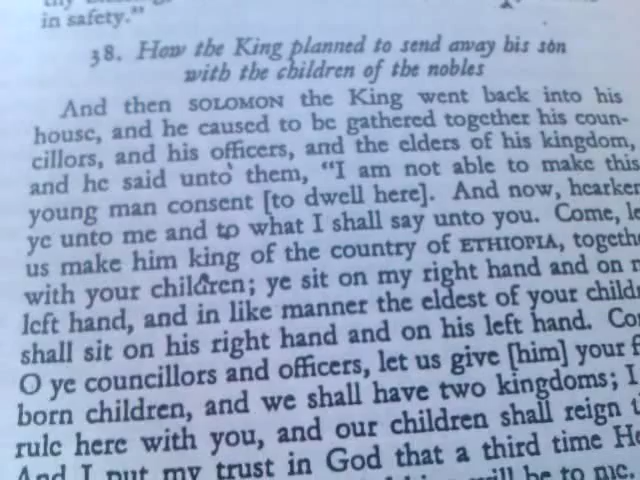 in safety."
38. How the King planned to send away his son
with the children of the nobles
And then SOLOMON the King went back into his
house, and he caused to be gathered together his coun-
cillors, and his officers, and the elders of his kingdom,
and he said unto them, "I am not able to make this
young man consent [to dwell here]. And now, hearken
ye unto me and to what I shall say unto you. Come,
us make him king of the country of ETHIOPIA,
with your children; ye sit on my right hand and on
left hand, and in like manner the eldest of your
shall sit on his right hand and on his left hand.
O ye councillors and officers, let us give [him] your
born children, and we shall have two kingdoms; I
rule here with you, and our children shall reign
And I put my trust in God that a third time
will be to me.